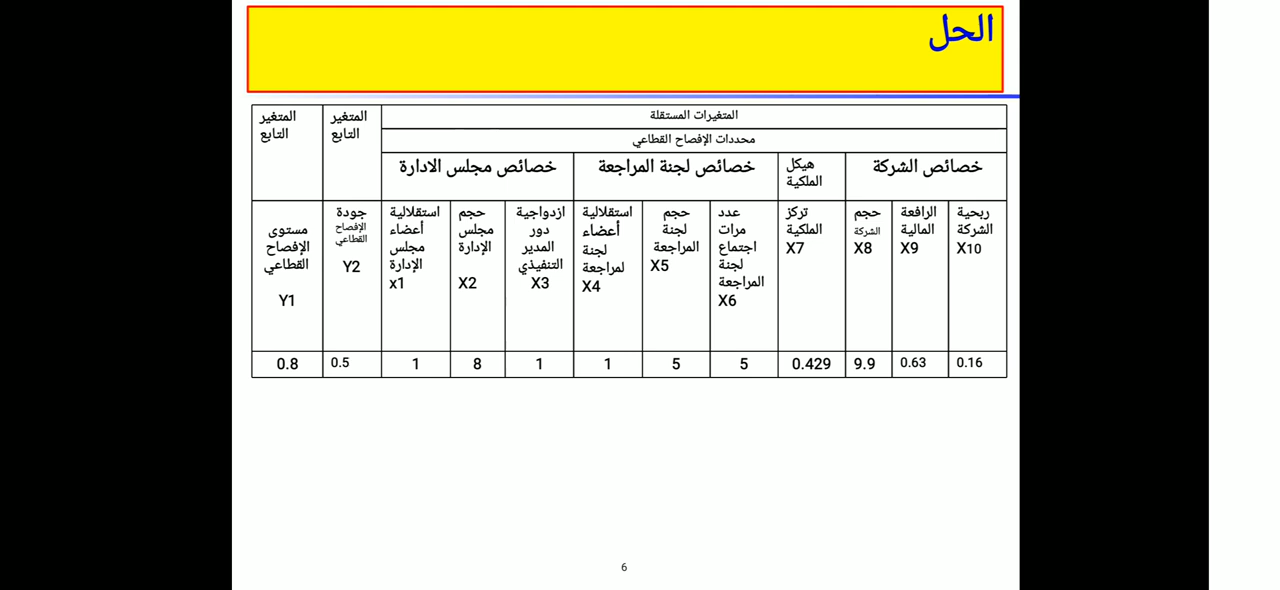 الحل
المتغيرات المستقلة
المتغير
التابع
المتغير
التابع
محددات الإفصاح القطاعي
خصائص الشركة
هيكل
الملكية
خصائص لجنة المراجعة
خصائص مجلس الادارة
ربحية
الشركة
X10
الرافعة
المالية
X9
حجم
الشركة
X8
تركز
الملكية
X7
عدد
مرات
اجتماع
لجنة
المراجعة
X6
حجم
لجنة
المراجعة
X5
استقلالية
أعضاء
لجنة
لمراجعة
X4
ازدواجية
دور
المدير
التنفيذي
X3
حجم
مجلس
الإدارة
X2
استقلالية
أعضاء
مجلس
الإدارة
x1
جودة
الإفصاح
القطاعي
Y2
مستوى
الإفصاح
القطاعي
Y1
0.16
0.63
9.9
0.429
5
5
1
1
8
1
0.5
0.8
6